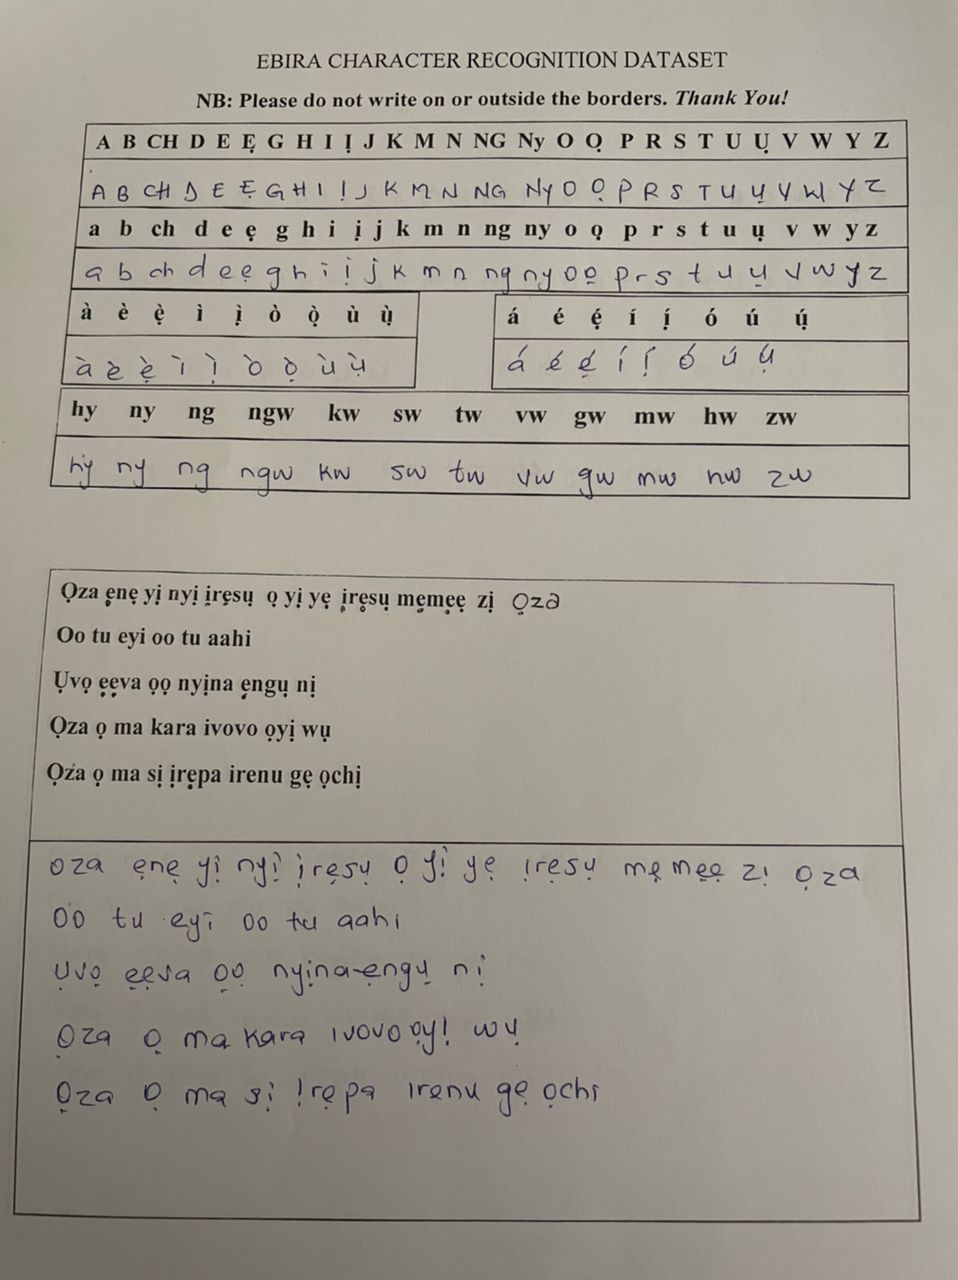 EBIRA CHARACTER RECOGNITION DATASET
NB: Please do not write on or outside the borders. Thank You!
A B CH D E Ẹ G H I Ị J K M N NG Ny O Ọ P R S T U Ụ V W Y Z
A B CH D E Ẹ G H I Ị J K M N NG Ny O Ọ P R S T U Ụ V W Y Z
a b ch d e ẹ g h i ị j k m n ng ny o ọ p r s t u ụ v w y z
a b ch d e ẹ g h i ị j k m n ng ny o ọ p r s t u ụ v w y z
à è ẹ̀ ì ị̀ ò ọ̀ ù ụ̀ á é ẹ́ í ị́ ó ú ụ́
à è ẹ̀ ì ị̀ ò ọ̀ ù ụ̀ á é ẹ́ í ị́ ó ú ụ́
hy ny ng ngw kw sw tw vw gw mw hw zw
hy ny ng ngw kw sw tw vw gw mw hw zw
Ọza ẹnẹ yị nyị ịrẹsụ ọ yị yẹ ịrẹsụ mẹmẹẹ zị Ọza
Oo tu eyi oo tu aahi
Ụvọ ẹẹva ọọ nyịna ẹngụ nị
Ọza ọ ma kara ivovo ọyị wụ
Ọza ọ ma sị ịrẹpa irenu gẹ ọchị
oza ẹnẹ yị nyị ịrẹsụ ọ yị yẹ ịrẹsụ mẹmẹẹ zị ọza
oo tu eyi oo tu aahi
ụvọ ẹẹva ọọ nyịna-ẹngụ nị
Ọza ọ ma kara ivovo ọyị wụ
Ọza ọ ma sị ịrẹpa irenu gẹ ọchi